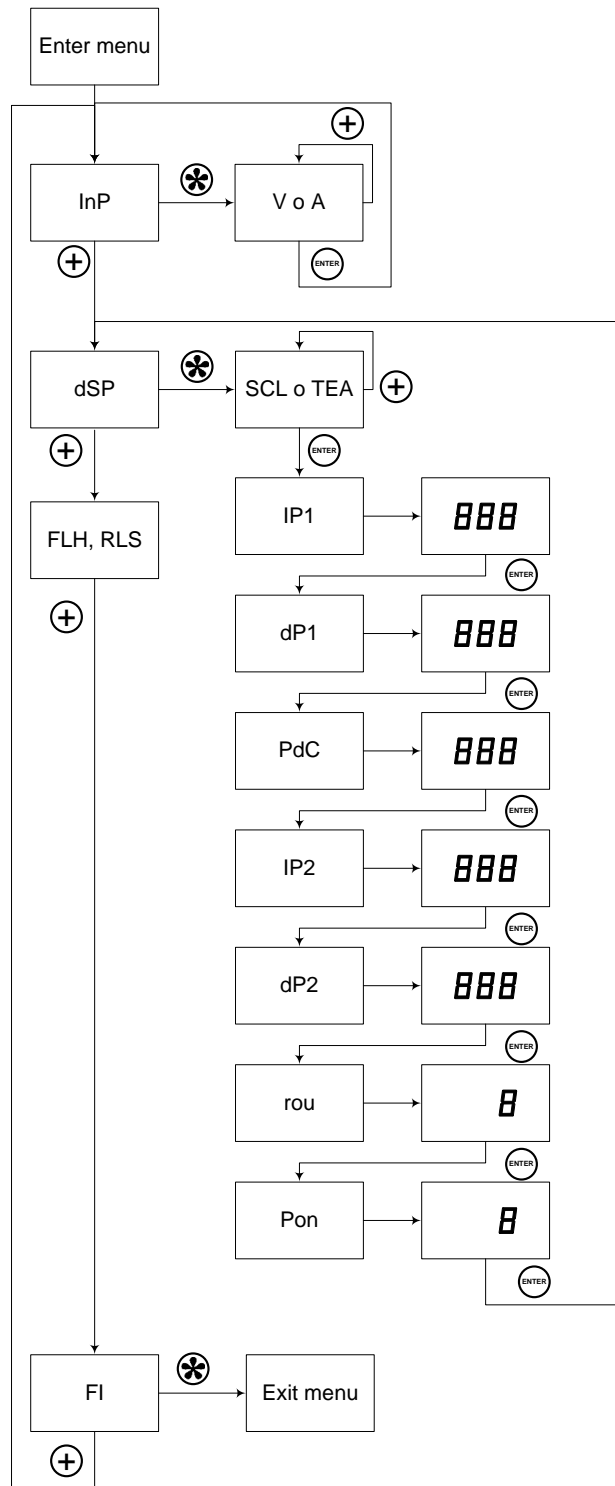 Enter menu
+
InP
*
V o A
+
ENTER
dSP
*
SCL o TEA
+
+
ENTER
FLH, RLS
IP1
888
+
ENTER
dP1
888
ENTER
PdC
888
ENTER
IP2
888
ENTER
dP2
888
ENTER
rou
8
ENTER
Pon
8
ENTER
FI
*
Exit menu
+